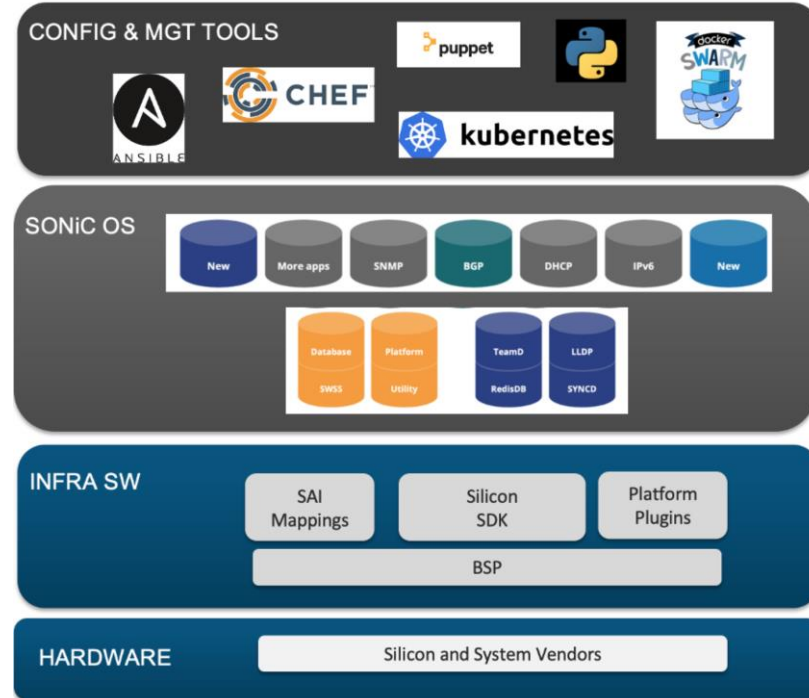 CONFIG & MGT TOOLS
puppet
docker
SWARM
CHEF
ANSIBLE
kubernetes
SONiC OS
New
More apps
SNMP
BGP
DHCP
IPv6
New
Database
Platform
TeamD
LLDP
SWSS
Utility
RedisDB
SYNCD
INFRA SW
SAI
Mappings
Silicon
SDK
Platform
Plugins
BSP
HARDWARE
Silicon and System Vendors